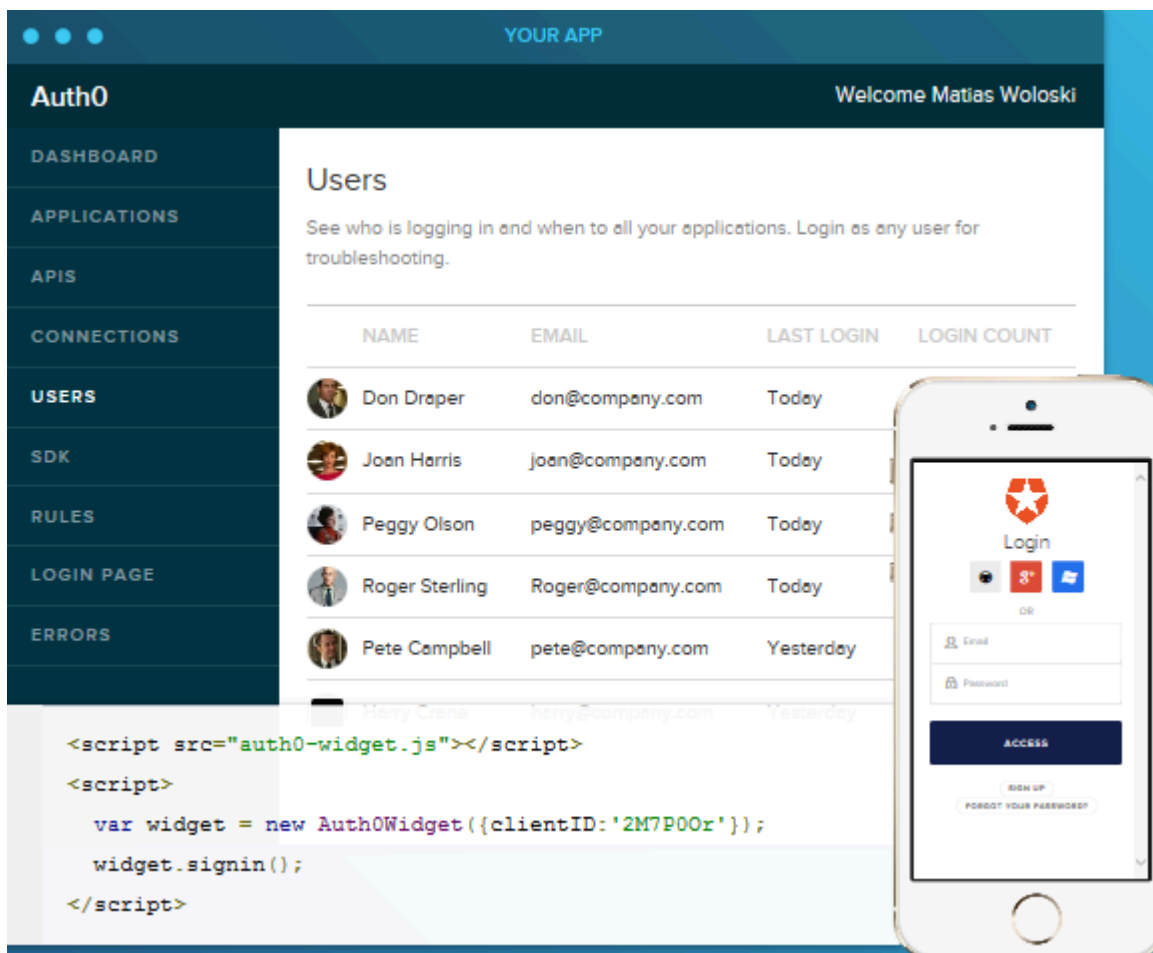 YOUR APP
Auth0
Welcome Matias Woloski
DASHBOARD
APPLICATIONS
APIS
CONNECTIONS
USERS
SDK
RULES
LOGIN PAGE
ERRORS
Users
See who is logging in and when to all your applications. Login as any user for
troubleshooting.
NAME EMAIL LAST LOGIN LOGIN COUNT
Don Draper don@company.com Today
Joan Harris joan@company.com Today
Peggy Olson peggy@company.com Today
Roger Sterling Roger@company.com Today
Pete Campbell pete@company.com Yesterday
Harry Crane harry@company.com Yesterday
<script src="auth0-widget.js"></script>
<script>
var widget = new Auth0Widget({clientID:'2M7P0Or'});
widget.signin();
</script>
Login
8+
OR
Email
Password
ACCESS
SIGN UP
FORGOT YOUR PASSWORD?